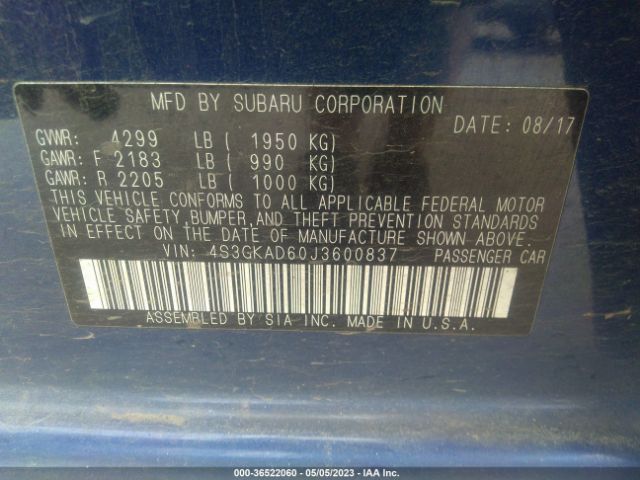 MFD BY SUBARU CORPORATION
DATE: 08/17
GVWR: 4299 LB ( 1950 KG)
GAWR: F 2183 LB ( 990 KG)
GAWR: R 2205 LB ( 1000 KG)
THIS VEHICLE CONFORMS TO ALL APPLICABLE FEDERAL MOTOR
VEHICLE SAFETY, BUMPER, AND THEFT PREVENTION STANDARDS
IN EFFECT ON THE DATE OF MANUFACTURE SHOWN ABOVE.
VIN: 4S3GKAD60J3600837 PASSENGER CAR
ASSEMBLED BY SIA INC. MADE IN U.S.A.
000-36522060 - 05/05/2023 - IAA Inc.